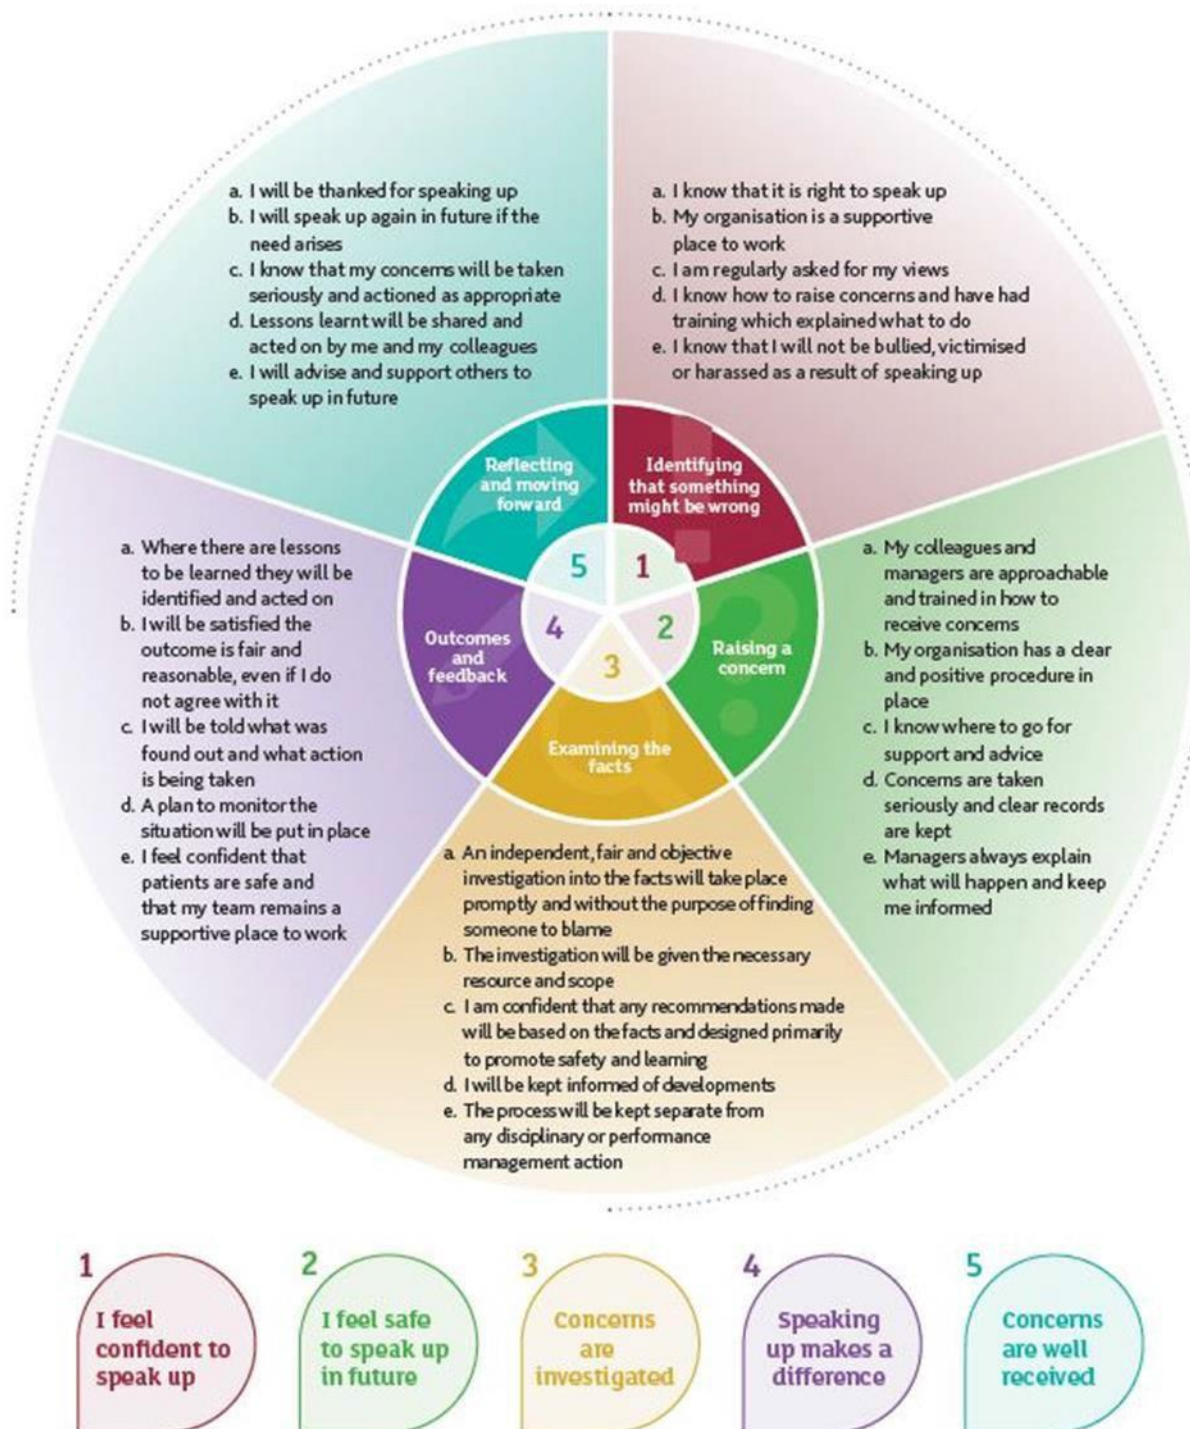 Identifying
that something
might be wrong
1
a. I know that it is right to speak up
b. My organisation is a supportive
place to work
c. I am regularly asked for my views
d. I know how to raise concerns and have had
training which explained what to do
e. I know that I will not be bullied, victimised
or harassed as a result of speaking up
Raising a
concern
2
a. My colleagues and
managers are approachable
and trained in how to
receive concerns
b. My organisation has a clear
and positive procedure in
place
c. I know where to go for
support and advice
d. Concerns are taken
seriously and clear records
are kept
e. Managers always explain
what will happen and keep
me informed
3
Examining the
facts
a. An independent, fair and objective
investigation into the facts will take place
promptly and without the purpose of finding
someone to blame
b. The investigation will be given the necessary
resource and scope
c. I am confident that any recommendations made
will be based on the facts and designed primarily
to promote safety and learning
d. I will be kept informed of developments
e. The process will be kept separate from
any disciplinary or performance
management action
4
Outcomes
and
feedback
a. Where there are lessons
to be learned they will be
identified and acted on
b. I will be satisfied the
outcome is fair and
reasonable, even if I do
not agree with it
c. I will be told what was
found out and what action
is being taken
d. A plan to monitor the
situation will be put in place
e. I feel confident that
patients are safe and
that my team remains a
supportive place to work
5
Reflecting
and moving
forward
a. I will be thanked for speaking up
b. I will speak up again in future if the
need arises
c. I know that my concerns will be taken
seriously and actioned as appropriate
d. Lessons learnt will be shared and
acted on by me and my colleagues
e. I will advise and support others to
speak up in future
1
I feel
confident to
speak up
2
I feel safe
to speak up
in future
3
Concerns
are
investigated
4
Speaking
up makes a
difference
5
Concerns
are well
received